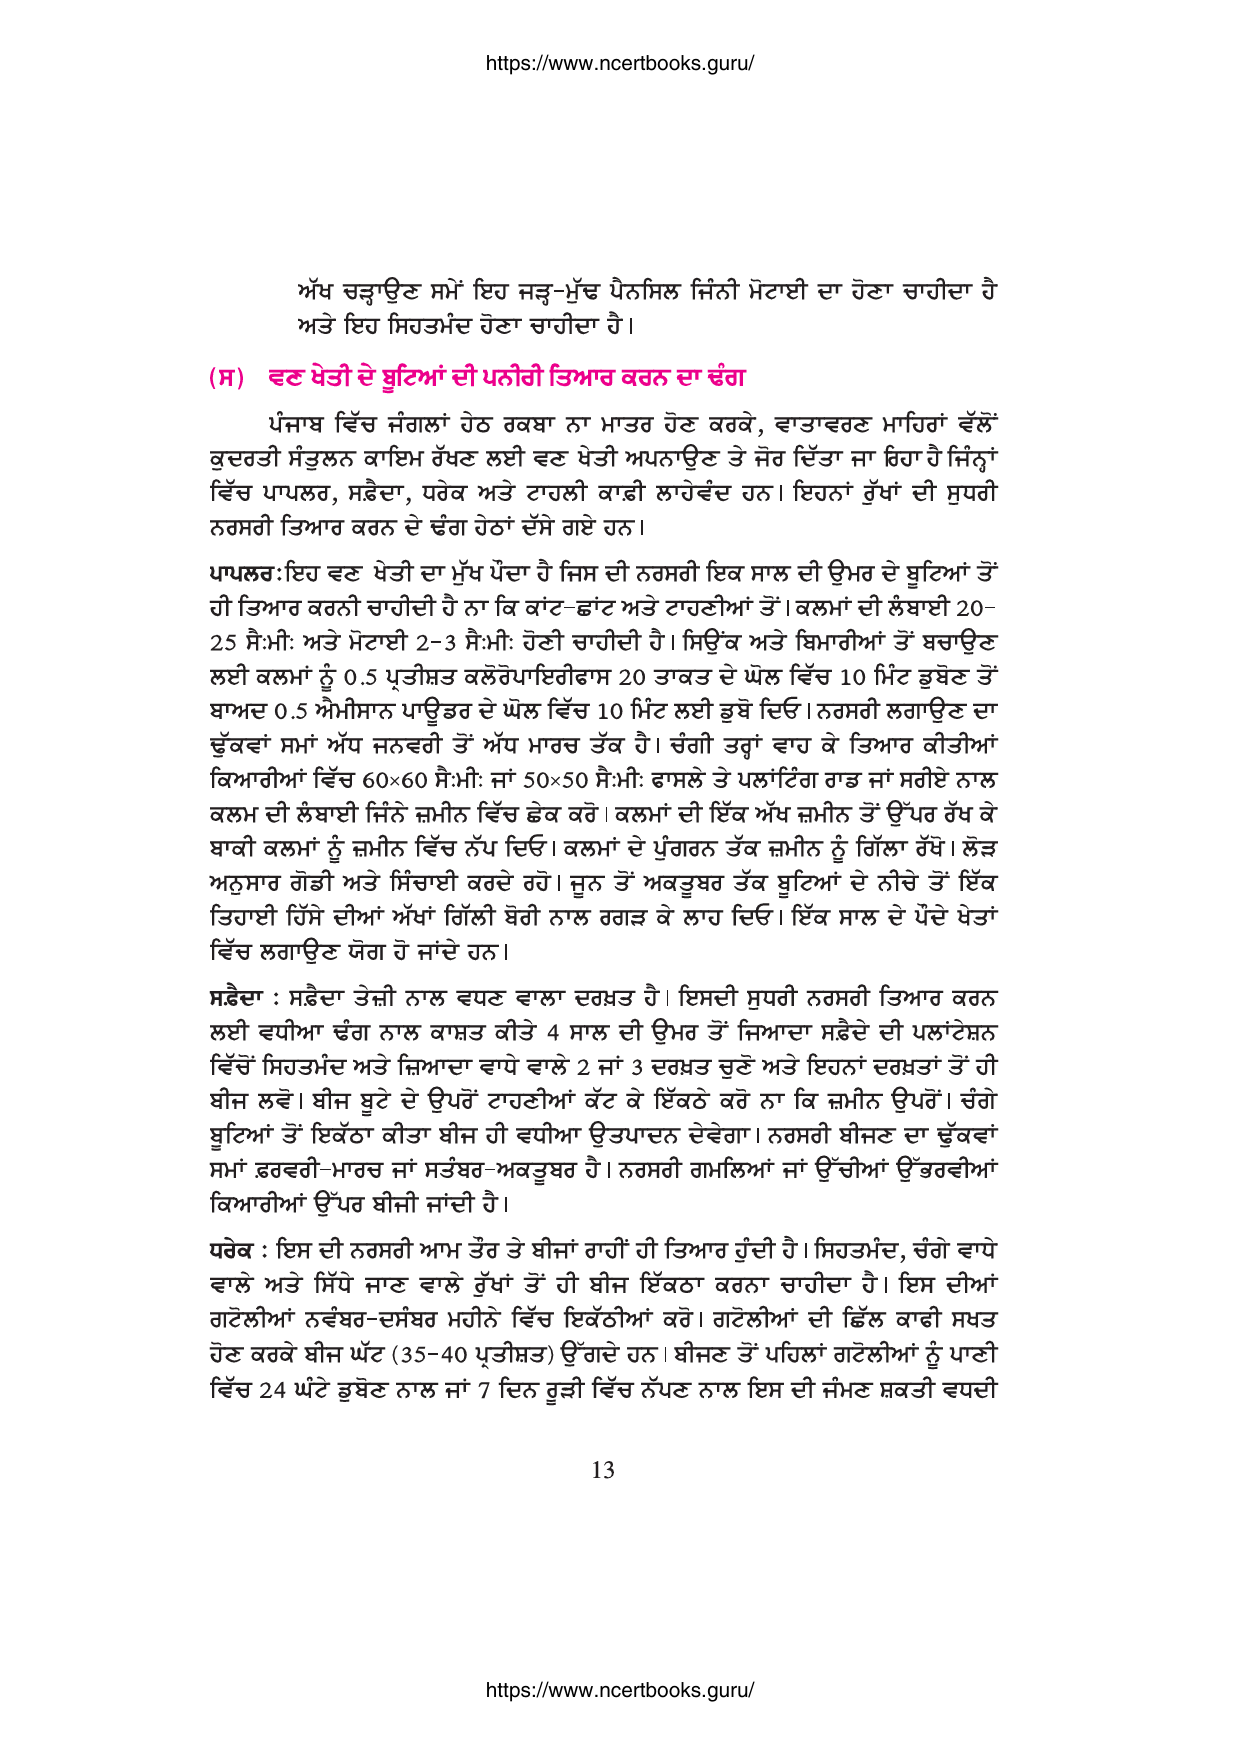 https://www.ncertbooks.guru/
ਅੱਖ ਚੜ੍ਹਾਉਣ ਸਮੇਂ ਇਹ ਜੜ੍ਹ-ਮੁੱਢ ਪੈਨਸਿਲ ਜਿੰਨੀ ਮੋਟਾਈ ਦਾ ਹੋਣਾ ਚਾਹੀਦਾ ਹੈ
ਅਤੇ ਇਹ ਸਿਹਤਮੰਦ ਹੋਣਾ ਚਾਹੀਦਾ ਹੈ।
(ਸ) ਵਣ ਖੇਤੀ ਦੇ ਬੂਟਿਆਂ ਦੀ ਪਨੀਰੀ ਤਿਆਰ ਕਰਨ ਦਾ ਢੰਗ
ਪੰਜਾਬ ਵਿੱਚ ਜੰਗਲਾਂ ਹੇਠ ਰਕਬਾ ਨਾ ਮਾਤਰ ਹੋਣ ਕਰਕੇ, ਵਾਤਾਵਰਣ ਮਾਹਿਰਾਂ ਵੱਲੋਂ
ਕੁਦਰਤੀ ਸੰਤੁਲਨ ਕਾਇਮ ਰੱਖਣ ਲਈ ਵਣ ਖੇਤੀ ਅਪਨਾਉਣ ਤੇ ਜੋਰ ਦਿੱਤਾ ਜਾ ਰਿਹਾ ਹੈ ਜਿੰਨ੍ਹਾਂ
ਵਿੱਚ ਪਾਪਲਰ, ਸਫ਼ੈਦਾ, ਧਰੇਕ ਅਤੇ ਟਾਹਲੀ ਕਾਫ਼ੀ ਲਾਹੇਵੰਦ ਹਨ। ਇਹਨਾਂ ਰੁੱਖਾਂ ਦੀ ਸੁਧਰੀ
ਨਰਸਰੀ ਤਿਆਰ ਕਰਨ ਦੇ ਢੰਗ ਹੇਠਾਂ ਦੱਸੇ ਗਏ ਹਨ।
ਪਾਪਲਰ:ਇਹ ਵਣ ਖੇਤੀ ਦਾ ਮੁੱਖ ਪੌਦਾ ਹੈ ਜਿਸ ਦੀ ਨਰਸਰੀ ਇਕ ਸਾਲ ਦੀ ਉਮਰ ਦੇ ਬੂਟਿਆਂ ਤੋਂ
ਹੀ ਤਿਆਰ ਕਰਨੀ ਚਾਹੀਦੀ ਹੈ ਨਾ ਕਿ ਕਾਂਟ-ਛਾਂਟ ਅਤੇ ਟਾਹਣੀਆਂ ਤੋਂ। ਕਲਮਾਂ ਦੀ ਲੰਬਾਈ 20-
25 ਸੈ:ਮੀ: ਅਤੇ ਮੋਟਾਈ 2-3 ਸੈ:ਮੀ: ਹੋਣੀ ਚਾਹੀਦੀ ਹੈ। ਸਿਉਂਕ ਅਤੇ ਬਿਮਾਰੀਆਂ ਤੋਂ ਬਚਾਉਣ
ਲਈ ਕਲਮਾਂ ਨੂੰ 0.5 ਪ੍ਰਤੀਸ਼ਤ ਕਲੋਰੋਪਾਇਰੀਫਾਸ 20 ਤਾਕਤ ਦੇ ਘੋਲ ਵਿੱਚ 10 ਮਿੰਟ ਡੁਬੋਣ ਤੋਂ
ਬਾਅਦ 0.5 ਐਮੀਸਾਨ ਪਾਊਡਰ ਦੇ ਘੋਲ ਵਿੱਚ 10 ਮਿੰਟ ਲਈ ਡੁਬੋ ਦਿਓ। ਨਰਸਰੀ ਲਗਾਉਣ ਦਾ
ਢੁੱਕਵਾਂ ਸਮਾਂ ਅੱਧ ਜਨਵਰੀ ਤੋਂ ਅੱਧ ਮਾਰਚ ਤੱਕ ਹੈ। ਚੰਗੀ ਤਰ੍ਹਾਂ ਵਾਹ ਕੇ ਤਿਆਰ ਕੀਤੀਆਂ
ਕਿਆਰੀਆਂ ਵਿੱਚ 60×60 ਸੈ:ਮੀ: ਜਾਂ 50×50 ਸੈ:ਮੀ: ਫਾਸਲੇ ਤੇ ਪਲਾਂਟਿੰਗ ਰਾਡ ਜਾਂ ਸਰੀਏ ਨਾਲ
ਕਲਮ ਦੀ ਲੰਬਾਈ ਜਿੰਨੇ ਜ਼ਮੀਨ ਵਿੱਚ ਛੇਕ ਕਰੋ। ਕਲਮਾਂ ਦੀ ਇੱਕ ਅੱਖ ਜ਼ਮੀਨ ਤੋਂ ਉੱਪਰ ਰੱਖ ਕੇ
ਬਾਕੀ ਕਲਮਾਂ ਨੂੰ ਜ਼ਮੀਨ ਵਿੱਚ ਨੱਪ ਦਿਓ। ਕਲਮਾਂ ਦੇ ਪੁੰਗਰਨ ਤੱਕ ਜ਼ਮੀਨ ਨੂੰ ਗਿੱਲਾ ਰੱਖੋ। ਲੋੜ
ਅਨੁਸਾਰ ਗੋਡੀ ਅਤੇ ਸਿੰਚਾਈ ਕਰਦੇ ਰਹੋ। ਜੂਨ ਤੋਂ ਅਕਤੂਬਰ ਤੱਕ ਬੂਟਿਆਂ ਦੇ ਨੀਚੇ ਤੋਂ ਇੱਕ
ਤਿਹਾਈ ਹਿੱਸੇ ਦੀਆਂ ਅੱਖਾਂ ਗਿੱਲੀ ਬੋਰੀ ਨਾਲ ਰਗੜ ਕੇ ਲਾਹ ਦਿਓ। ਇੱਕ ਸਾਲ ਦੇ ਪੌਦੇ ਖੇਤਾਂ
ਵਿੱਚ ਲਗਾਉਣ ਯੋਗ ਹੋ ਜਾਂਦੇ ਹਨ।
ਸਫ਼ੈਦਾ : ਸਫ਼ੈਦਾ ਤੇਜ਼ੀ ਨਾਲ ਵਧਣ ਵਾਲਾ ਦਰਖ਼ਤ ਹੈ। ਇਸਦੀ ਸੁਧਰੀ ਨਰਸਰੀ ਤਿਆਰ ਕਰਨ
ਲਈ ਵਧੀਆ ਢੰਗ ਨਾਲ ਕਾਸ਼ਤ ਕੀਤੇ 4 ਸਾਲ ਦੀ ਉਮਰ ਤੋਂ ਜਿਆਦਾ ਸਫ਼ੈਦੇ ਦੀ ਪਲਾਂਟੇਸ਼ਨ
ਵਿੱਚੋਂ ਸਿਹਤਮੰਦ ਅਤੇ ਜ਼ਿਆਦਾ ਵਾਧੇ ਵਾਲੇ 2 ਜਾਂ 3 ਦਰਖ਼ਤ ਚੁਣੋ ਅਤੇ ਇਹਨਾਂ ਦਰਖ਼ਤਾਂ ਤੋਂ ਹੀ
ਬੀਜ ਲਵੋ। ਬੀਜ ਬੂਟੇ ਦੇ ਉਪਰੋਂ ਟਾਹਣੀਆਂ ਕੱਟ ਕੇ ਇੱਕਠੇ ਕਰੋ ਨਾ ਕਿ ਜ਼ਮੀਨ ਉਪਰੋਂ। ਚੰਗੇ
ਬੂਟਿਆਂ ਤੋਂ ਇਕੱਠਾ ਕੀਤਾ ਬੀਜ ਹੀ ਵਧੀਆ ਉਤਪਾਦਨ ਦੇਵੇਗਾ। ਨਰਸਰੀ ਬੀਜਣ ਦਾ ਢੁੱਕਵਾਂ
ਸਮਾਂ ਫ਼ਰਵਰੀ-ਮਾਰਚ ਜਾਂ ਸਤੰਬਰ-ਅਕਤੂਬਰ ਹੈ। ਨਰਸਰੀ ਗਮਲਿਆਂ ਜਾਂ ਉੱਚੀਆਂ ਉੱਭਰਵੀਆਂ
ਕਿਆਰੀਆਂ ਉੱਪਰ ਬੀਜੀ ਜਾਂਦੀ ਹੈ।
ਧਰੇਕ : ਇਸ ਦੀ ਨਰਸਰੀ ਆਮ ਤੌਰ ਤੇ ਬੀਜਾਂ ਰਾਹੀਂ ਹੀ ਤਿਆਰ ਹੁੰਦੀ ਹੈ। ਸਿਹਤਮੰਦ, ਚੰਗੇ ਵਾਧੇ
ਵਾਲੇ ਅਤੇ ਸਿੱਧੇ ਜਾਣ ਵਾਲੇ ਰੁੱਖਾਂ ਤੋਂ ਹੀ ਬੀਜ ਇੱਕਠਾ ਕਰਨਾ ਚਾਹੀਦਾ ਹੈ। ਇਸ ਦੀਆਂ
ਗਟੋਲੀਆਂ ਨਵੰਬਰ-ਦਸੰਬਰ ਮਹੀਨੇ ਵਿੱਚ ਇਕੱਠੀਆਂ ਕਰੋ। ਗਟੋਲੀਆਂ ਦੀ ਛਿੱਲ ਕਾਫੀ ਸਖਤ
ਹੋਣ ਕਰਕੇ ਬੀਜ ਘੱਟ (35-40 ਪ੍ਰਤੀਸ਼ਤ) ਉੱਗਦੇ ਹਨ। ਬੀਜਣ ਤੋਂ ਪਹਿਲਾਂ ਗਟੋਲੀਆਂ ਨੂੰ ਪਾਣੀ
ਵਿੱਚ 24 ਘੰਟੇ ਡੁਬੋਣ ਨਾਲ ਜਾਂ 7 ਦਿਨ ਰੂੜੀ ਵਿੱਚ ਨੱਪਣ ਨਾਲ ਇਸ ਦੀ ਜੰਮਣ ਸ਼ਕਤੀ ਵਧਦੀ
13
https://www.ncertbooks.guru/